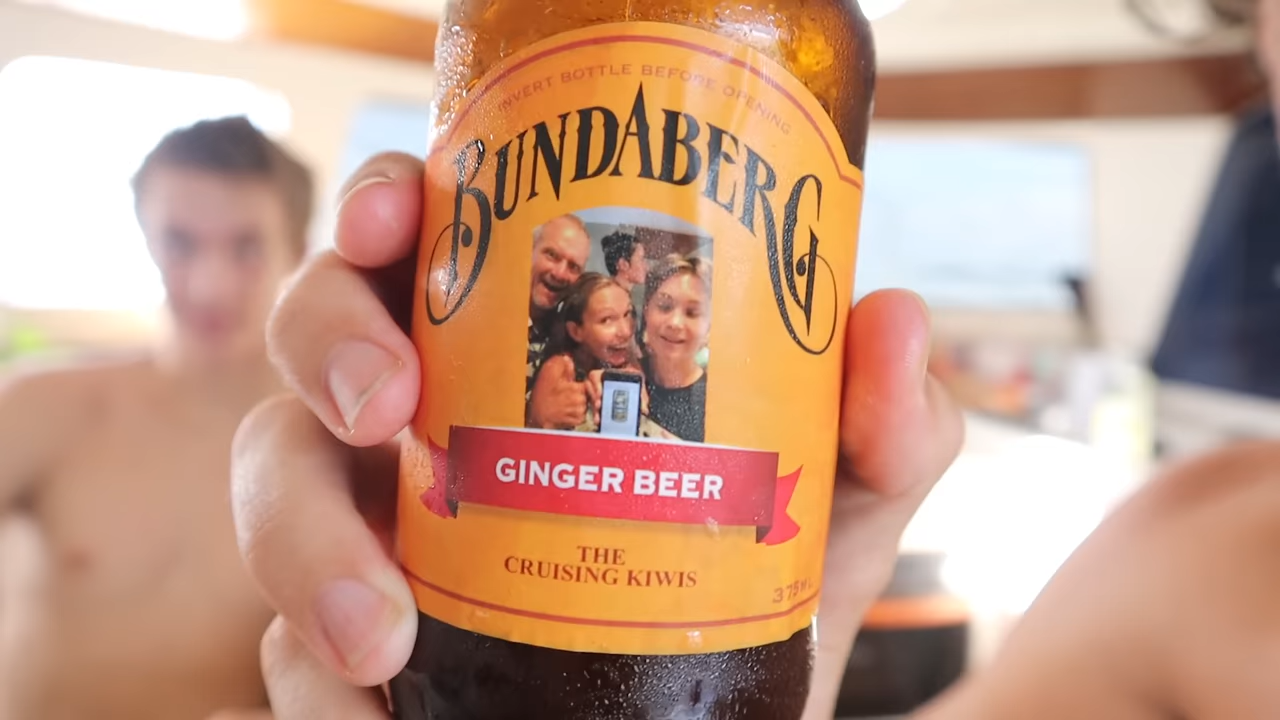 INVERT BOTTLE BEFORE OPENING
BUNDABERG
GINGER BEER
THE
CRUISING KIWIS
375ML